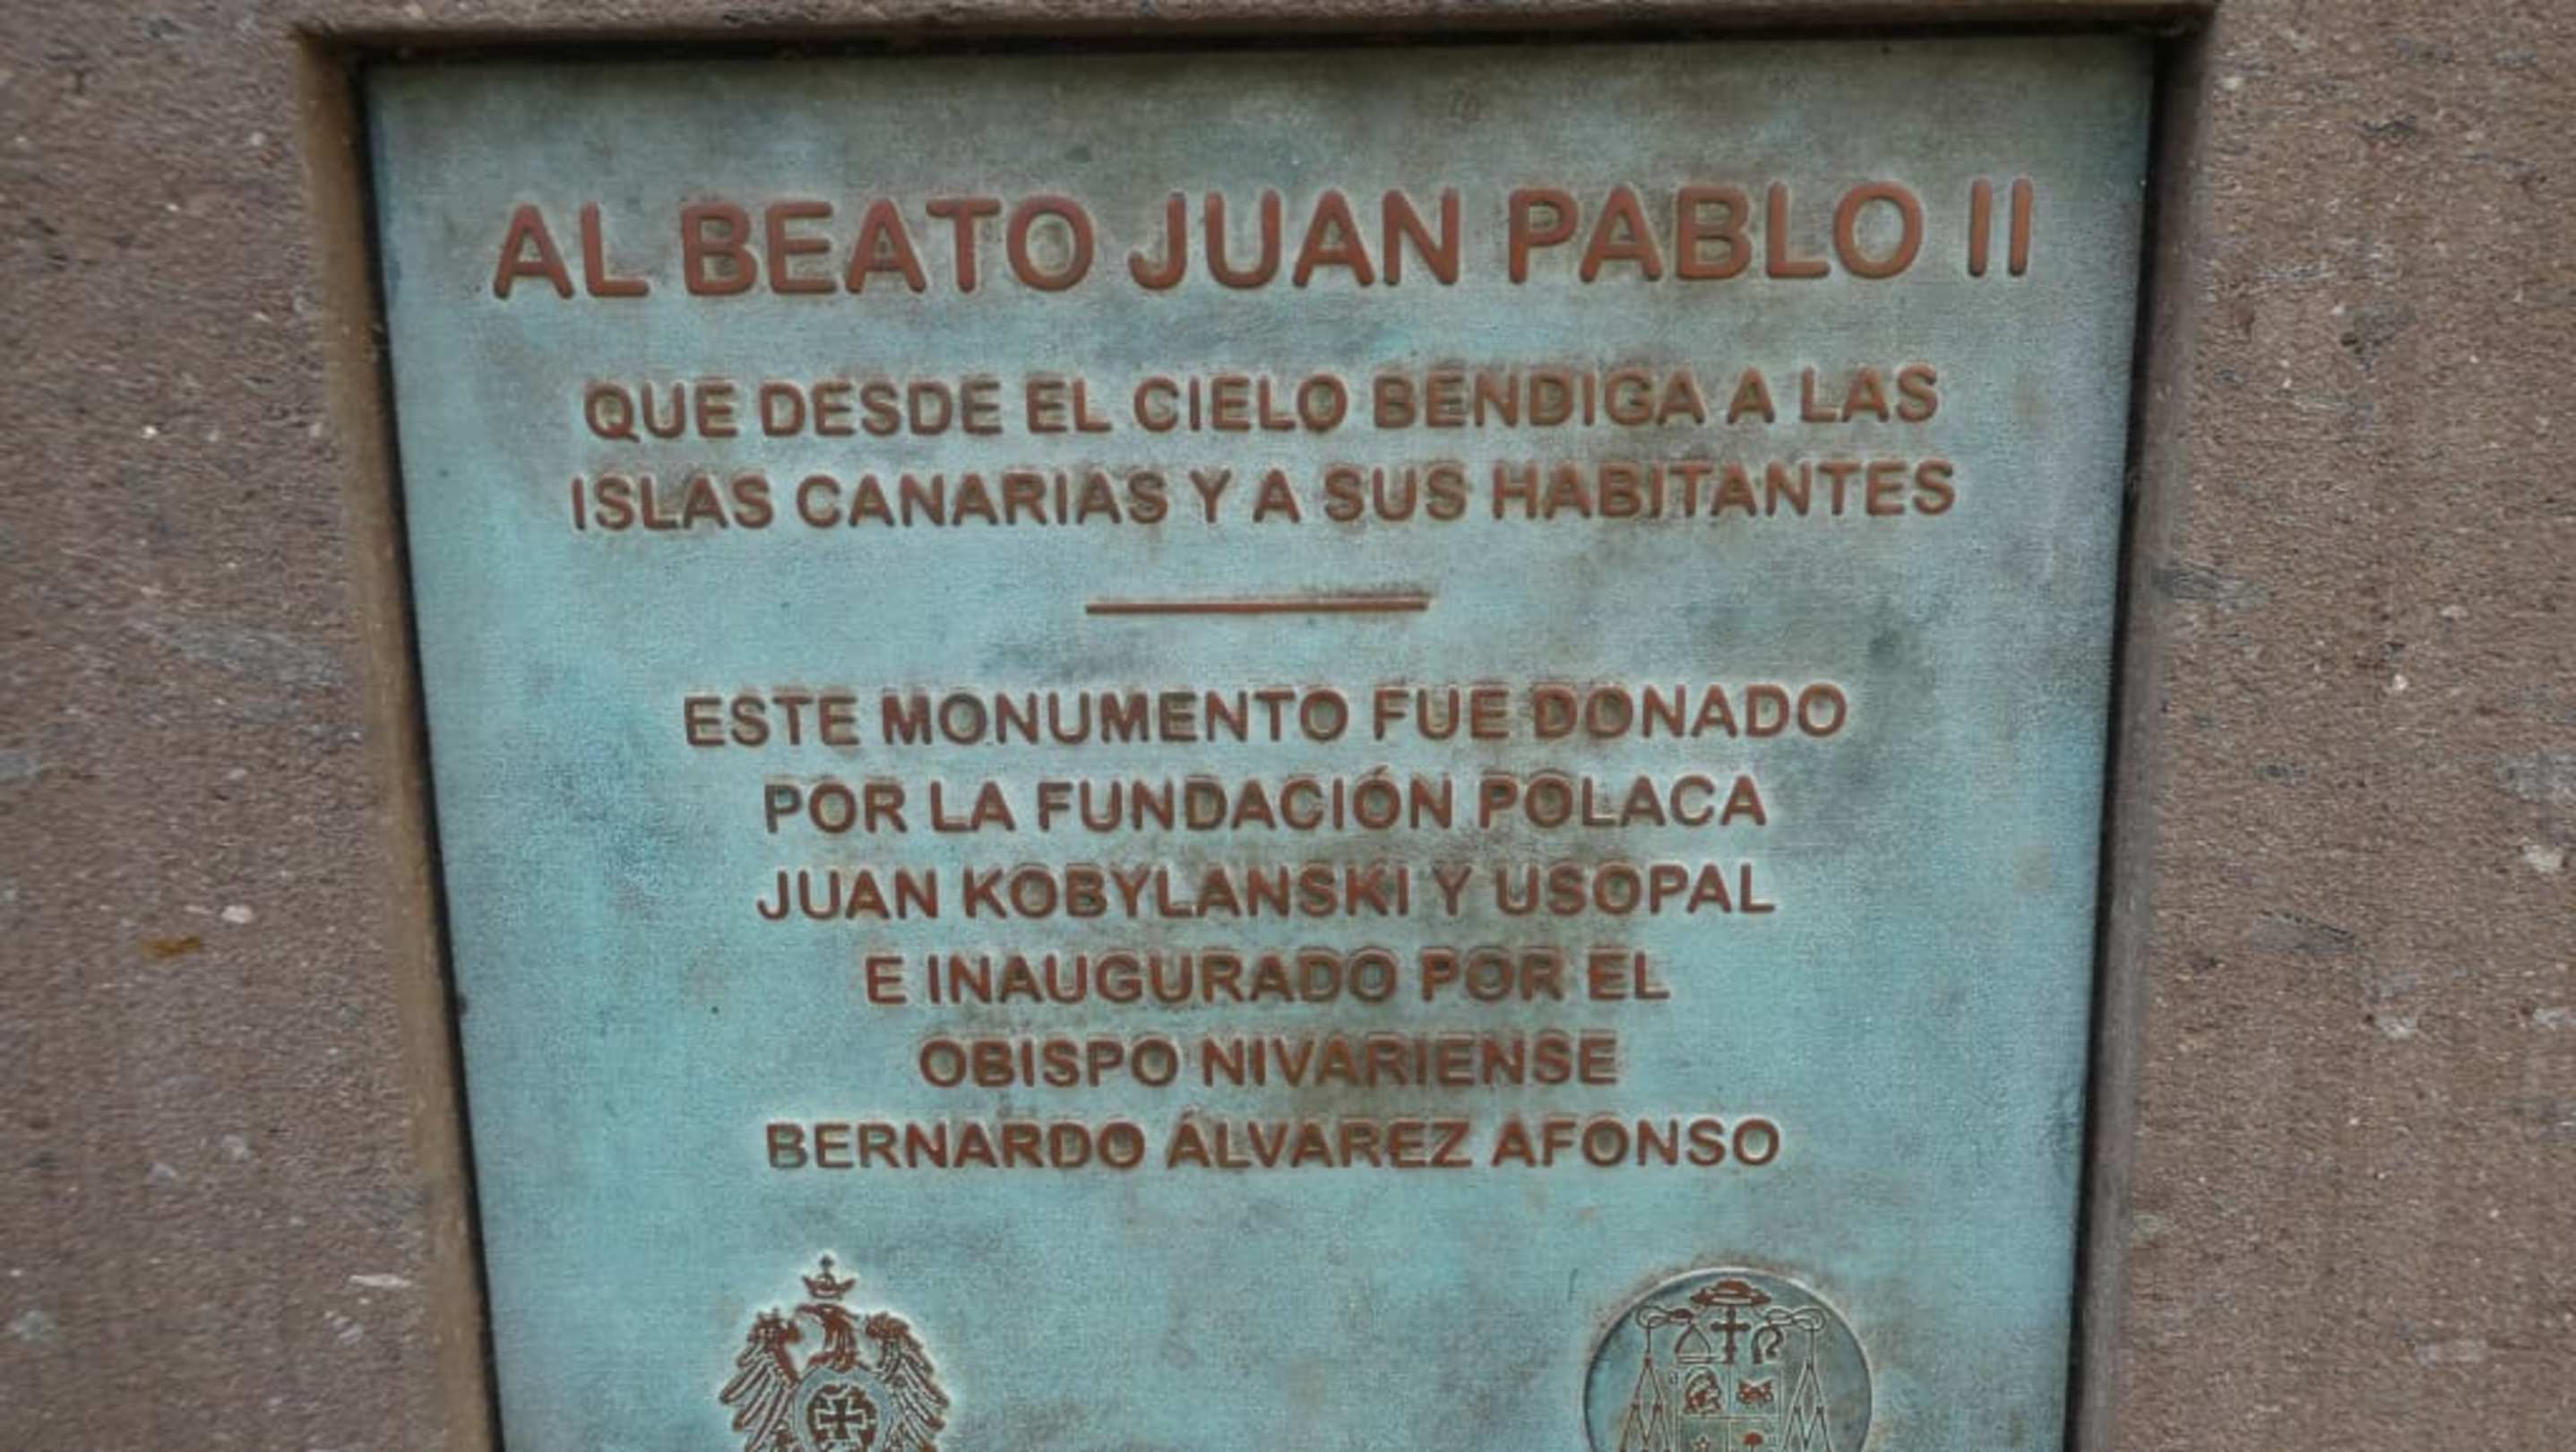 AL BEATO JUAN PABLO II
QUE DESDE EL CIELO BENDIGA A LAS
ISLAS CANARIAS Y A SUS HABITANTES
ESTE MONUMENTO FUE DONADO
POR LA FUNDACIÓN POLACA
JUAN KOBYLANSKI Y USOPAL
E INAUGURADO POR EL
OBISPO NIVARIENSE
BERNARDO ÁLVAREZ AFONSO